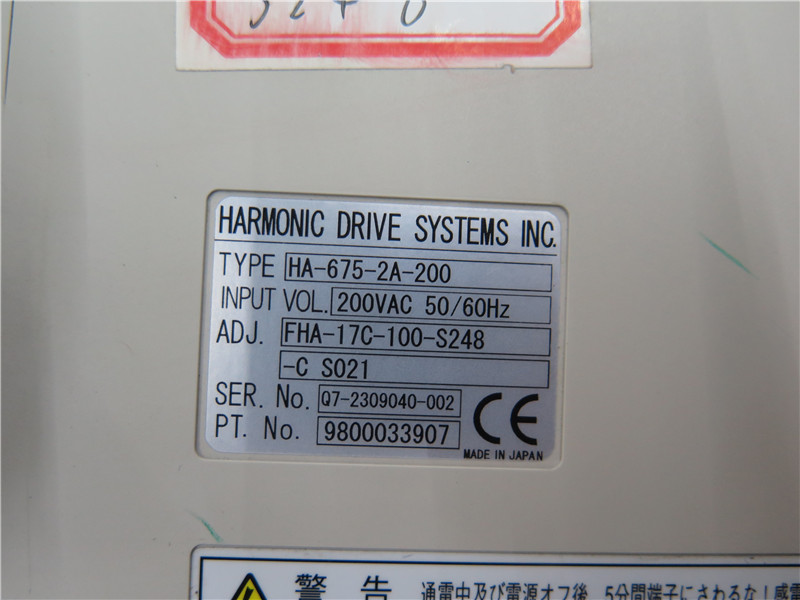 HARMONIC DRIVE SYSTEMS INC.
TYPE HA-675-2A-200
INPUT VOL. 200VAC 50/60Hz
ADJ. FHA-17C-100-S248
-C S021
SER. No. Q7-2309040-002
PT. No. 9800033907
CE
MADE IN JAPAN
警 告
通電中及び電源オフ後、5分間端子にさわるな!感電